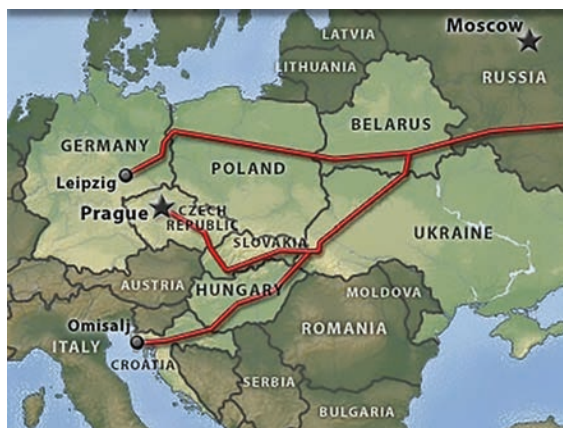 Moscow
LATVIA
LITHUANIA
RUSSIA
BELARUS
GERMANY
POLAND
Leipzig
Prague
CZECH
REPUBLIC
UKRAINE
SLOVAKIA
AUSTRIA
HUNGARY
MOLDOVA
Omisalj
ROMANIA
ITALY
CROATIA
SERBIA
BULGARIA